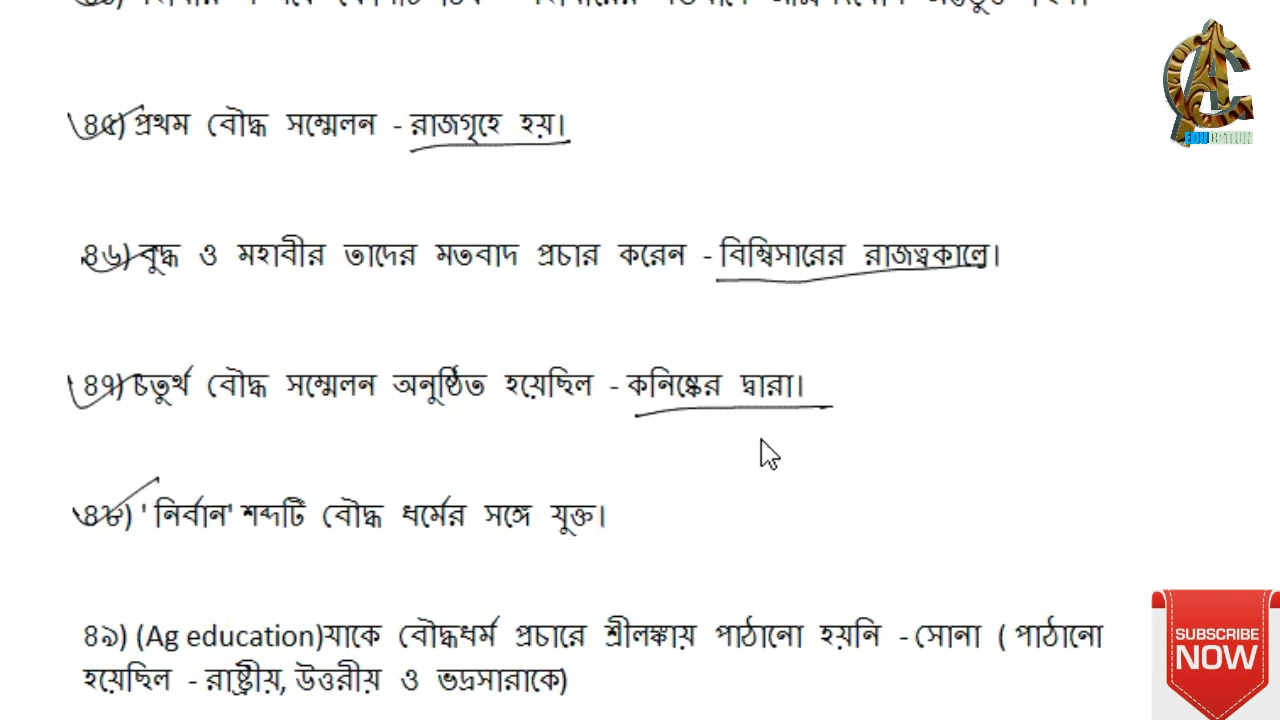 ৪৫) প্রথম বৌদ্ধ সম্মেলন - রাজগৃহে হয়।
৪৬) বুদ্ধ ও মহাবীর তাদের মতবাদ প্রচার করেন - বিম্বিসারের রাজত্বকালে।
৪৭) চতুর্থ বৌদ্ধ সম্মেলন অনুষ্ঠিত হয়েছিল - কনিষ্কের দ্বারা।
৪৮) ' নির্বান' শব্দটি বৌদ্ধ ধর্মের সঙ্গে যুক্ত।
৪৯) (Ag education)যাকে বৌদ্ধধর্ম প্রচারে শ্রীলঙ্কায় পাঠানো হয়নি - সোনা ( পাঠানো
হয়েছিল - রাষ্ট্রীয়, উত্তরীয় ও ভদ্রসারাকে)
EDUCATION
SUBSCRIBE
NOW